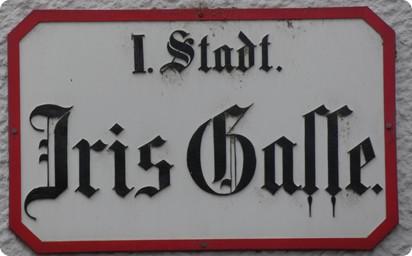 I. Stadt.
Iris Gasse.